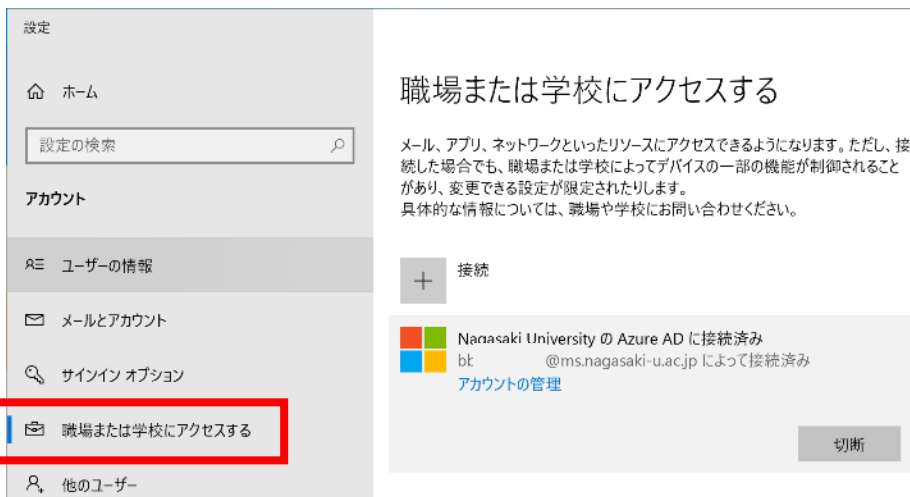 設定
ホーム
設定の検索
アカウント
ユーザーの情報
メールとアカウント
サインイン オプション
職場または学校にアクセスする
他のユーザー
職場または学校にアクセスする
メール、アプリ、ネットワークといったリソースにアクセスできるようになります。ただし、接
続した場合でも、職場または学校によってデバイスの一部の機能が制御されること
があり、変更できる設定が限定されたりします。
具体的な情報については、職場や学校にお問い合わせください。
接続
Nagasaki University の Azure AD に接続済み
@ms.nagasaki-u.ac.jp によって接続済み
アカウントの管理
切断